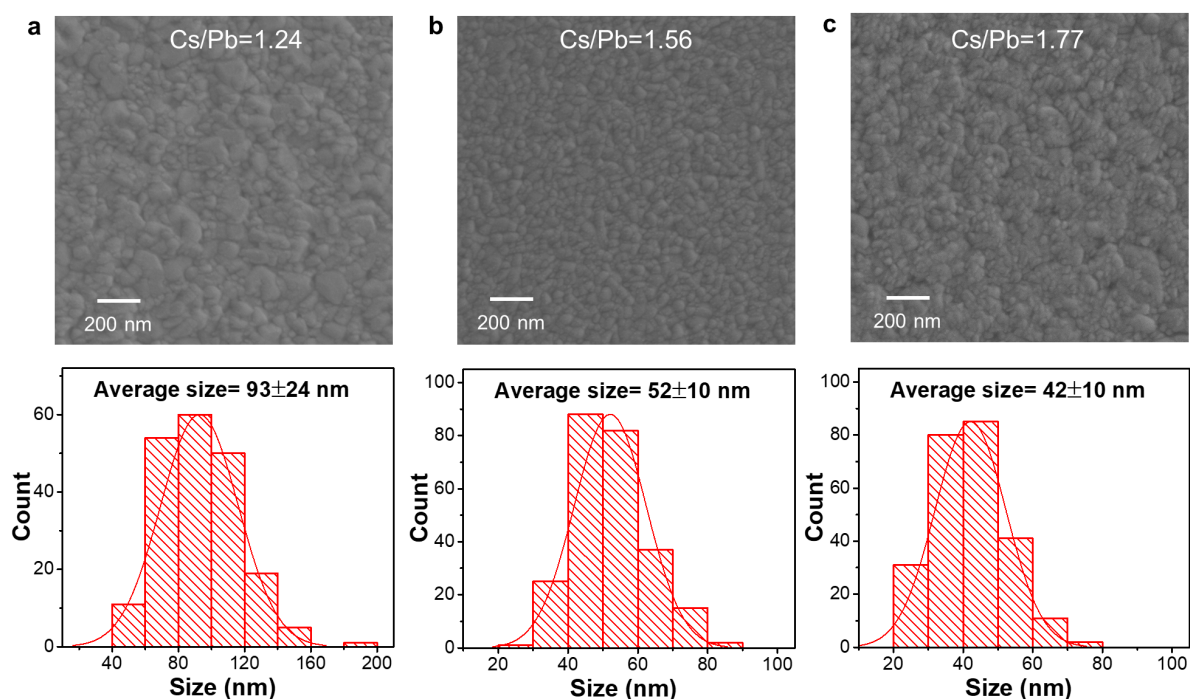 a
Cs/Pb=1.24
200 nm
b
Cs/Pb=1.56
200 nm
c
Cs/Pb=1.77
200 nm
Average size= 93±24 nm
Count
60
40
20
0
40 80 120 160 200
Size (nm)
Average size= 52±10 nm
Count
100
80
60
40
20
0
20 40 60 80 100
Size (nm)
Average size= 42±10 nm
Count
100
80
60
40
20
0
20 40 60 80 100
Size (nm)